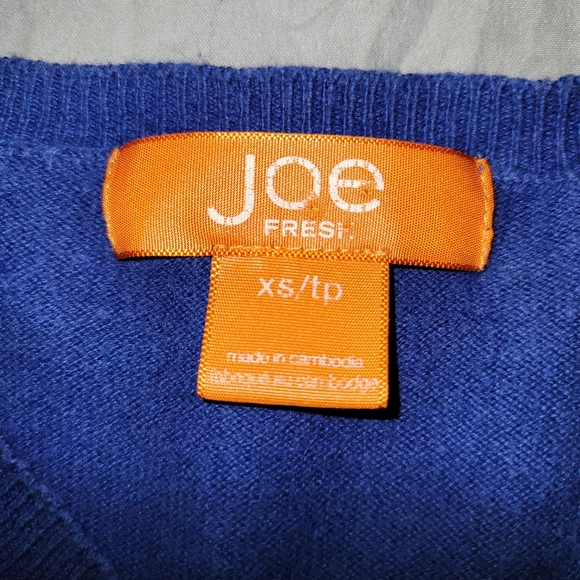 Joe
FRESH
xs/tp
made in cambodia
fabriqué au cambodge